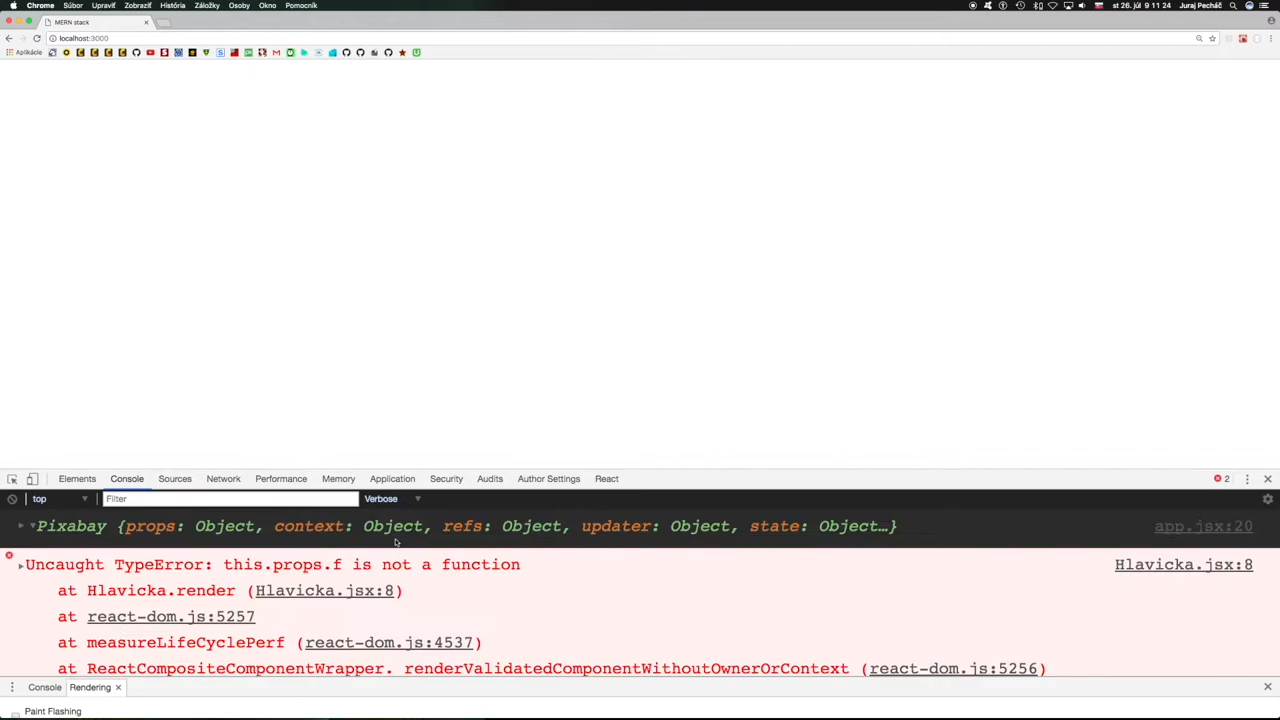 Chrome Súbor Upraviť Zobraziť História Záložky Osoby Okno Pomocník st 26. júl 9 11 24 Juraj Pecháč
MERN stack
localhost:3000
Aplikácie
Elements Console Sources Network Performance Memory Application Security Audits Author Settings React 2
top Filter Verbose
Pixabay {props: Object, context: Object, refs: Object, updater: Object, state: Object…} app.jsx:20
Uncaught TypeError: this.props.f is not a function Hlavicka.jsx:8
at Hlavicka.render (Hlavicka.jsx:8)
at react-dom.js:5257
at measureLifeCyclePerf (react-dom.js:4537)
at ReactCompositeComponentWrapper. renderValidatedComponentWithoutOwnerOrContext (react-dom.js:5256)
Console Rendering
Paint Flashing